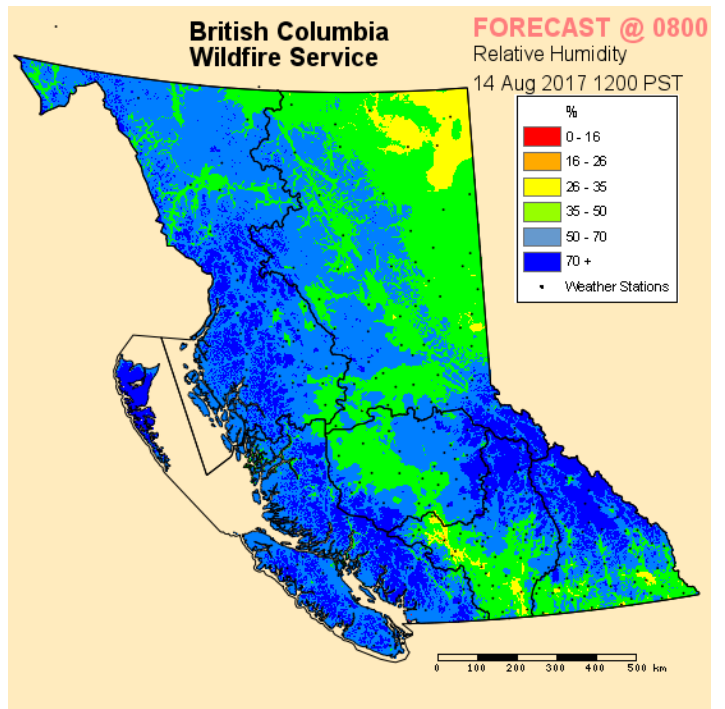 British Columbia
Wildfire Service
FORECAST @ 0800
Relative Humidity
14 Aug 2017 1200 PST
%
0 - 16
16 - 26
26 - 35
35 - 50
50 - 70
70 +
Weather Stations
0 100 200 300 400 500 km